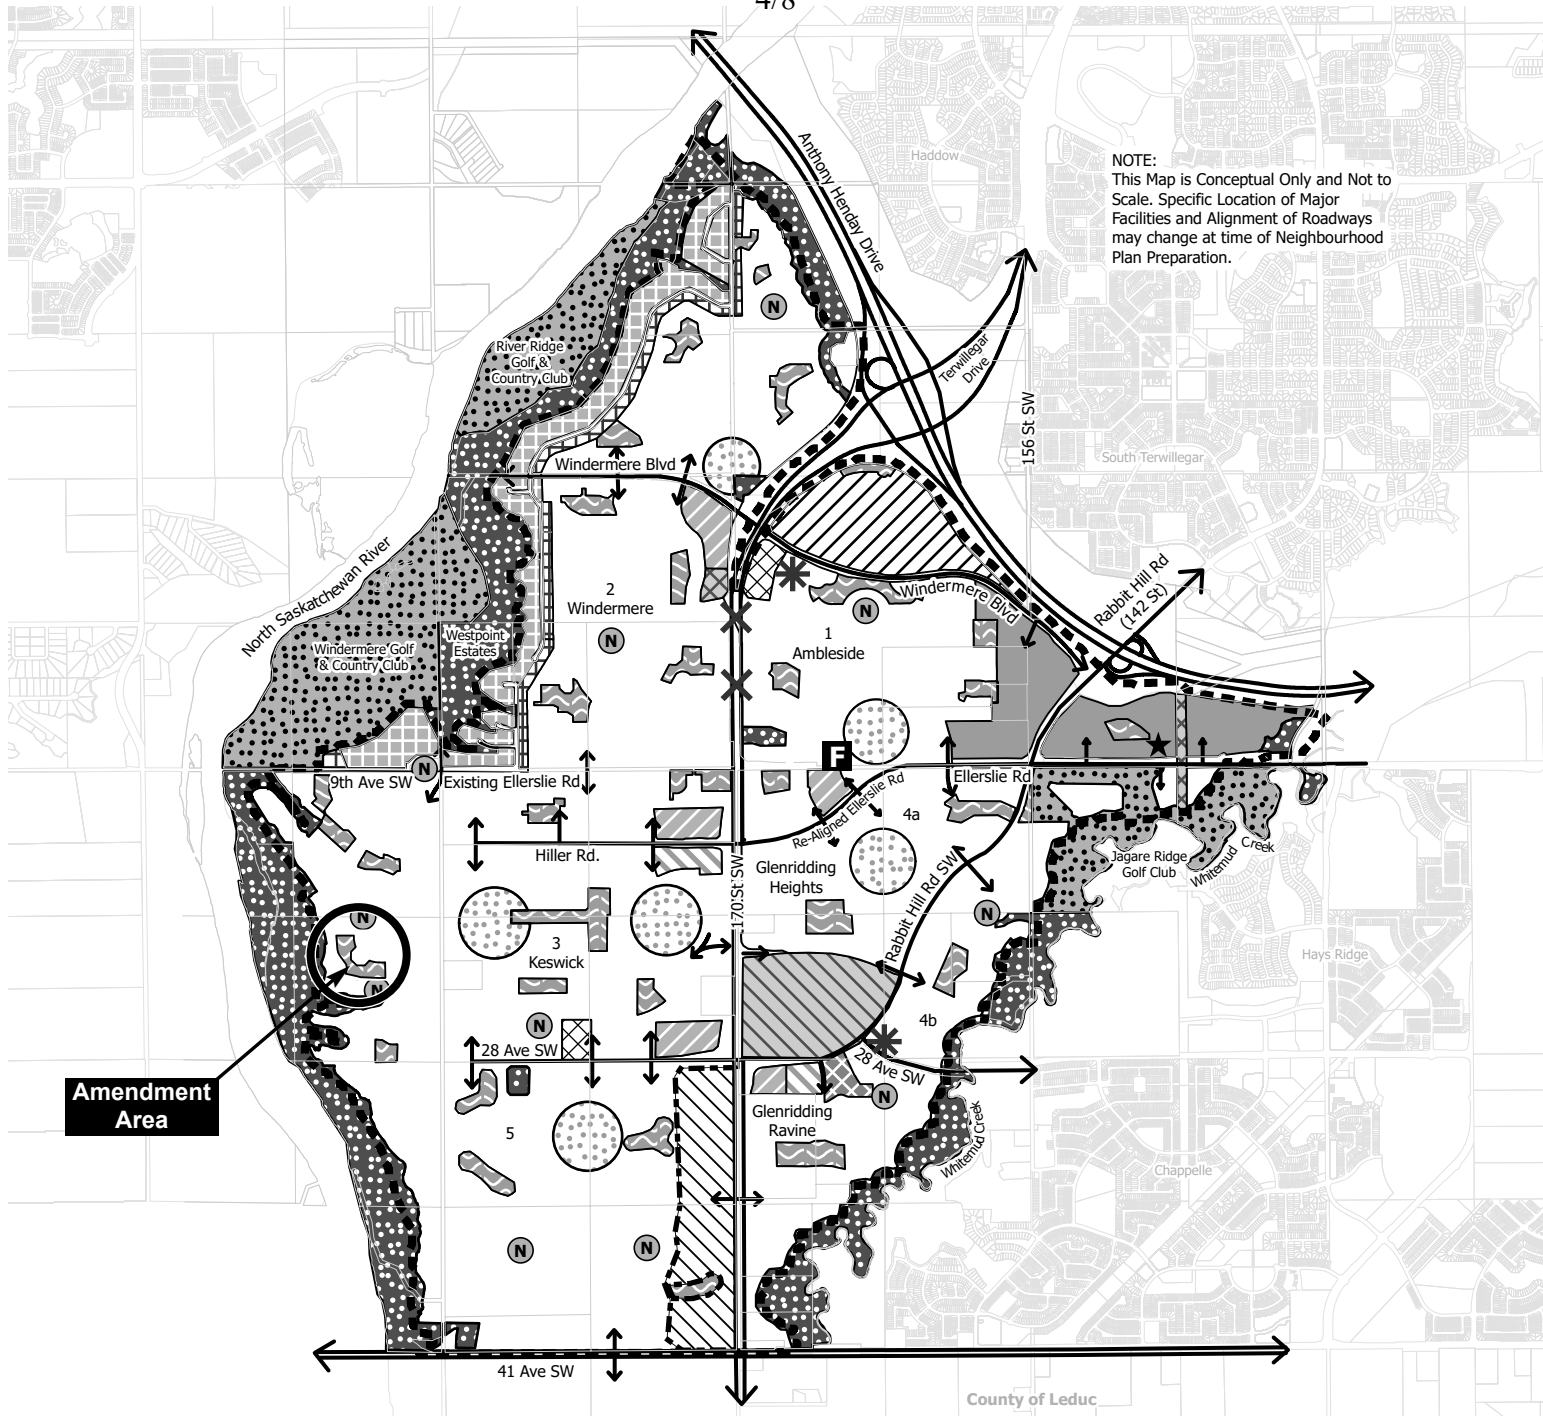 4/8
Anthony Henday Drive
Haddow
NOTE:
This Map is Conceptual Only and Not to
Scale. Specific Location of Major
Facilities and Alignment of Roadways
may change at time of Neighbourhood
Plan Preparation.
N
River Ridge
Golf &
Country Club
Terwillegar
Drive
156 St SW
South Terwillegar
Windermere Blvd
North Saskatchewan River
2
Windermere
N
Windermere Blvd
N
Rabbit Hill Rd
(142 St)
1
Ambleside
Westpoint
Estates
Windermere Golf
& Country Club
F
N
9th Ave SW
Existing Ellerslie Rd
Ellerslie Rd
Re-Aligned Ellerslie Rd
4a
Hiller Rd.
Glenridding
Heights
170 St SW
Rabbit Hill Rd SW
Jagare Ridge
Golf Club
Whitemud Creek
N
N
3
Keswick
Hays Ridge
N
N
4b
28 Ave SW
28 Ave SW
Amendment
Area
N
5
Glenridding
Ravine
Whitemud Creek
Chappelle
N
N
41 Ave SW
County of Leduc